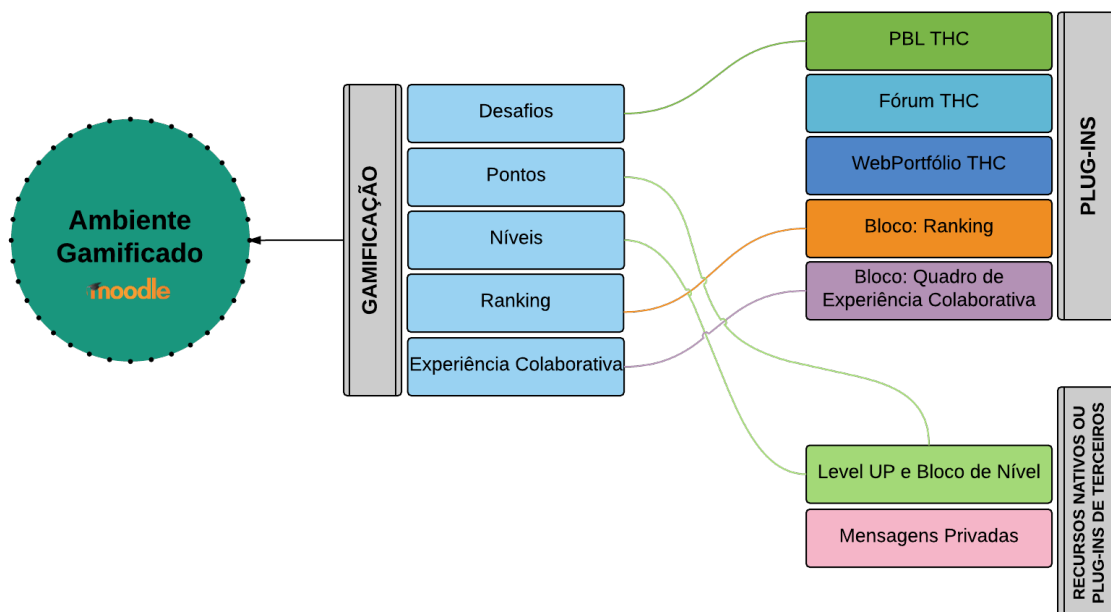 Ambiente
Gamificado
moodle
GAMIFICAÇÃO
Desafios
Pontos
Níveis
Ranking
Experiência Colaborativa
PBL THC
Fórum THC
WebPortfólio THC
Bloco: Ranking
Bloco: Quadro de
Experiência Colaborativa
PLUG-INS
Level UP e Bloco de Nível
Mensagens Privadas
RECURSOS NATIVOS OU
PLUG-INS DE TERCEIROS